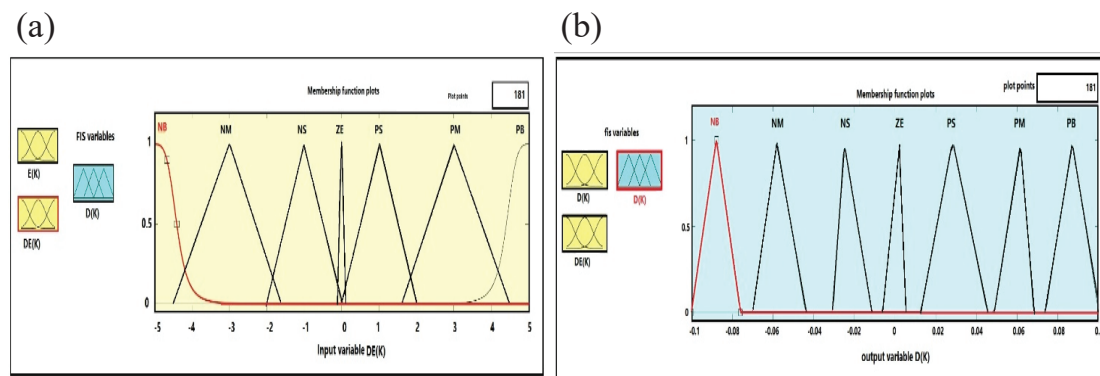 (a)
Membership function plots
Plot points
181
FIS variables
E(K)
D(K)
DE(K)
NB NM NS ZE PS PM PB
1
0.5
0
-5 -4 -3 -2 -1 0 1 2 3 4 5
Input variable DE(K)
(b)
Membership function plots
plot points
181
fis variables
D(K)
D(K)
DE(K)
NB NM NS ZE PS PM PB
1
0.5
0
-0.1 -0.08 -0.06 -0.04 -0.02 0 0.02 0.04 0.06 0.08 0.
output variable D(K)